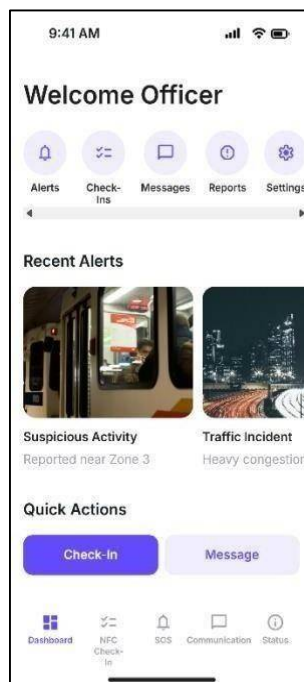 9:41 AM
Welcome Officer
Alerts
Check-
Ins
Messages
Reports
Settings
Recent Alerts
Suspicious Activity
Reported near Zone 3
Traffic Incident
Heavy congestion
Quick Actions
Check-In
Message
Dashboard
NFC
Check-
In
SOS
Communication
Status.